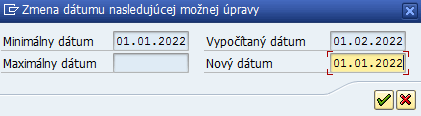 Zmena dátumu nasledujúcej možnej úpravy
Minimálny dátum 01.01.2022 Vypočítaný dátum 01.02.2022
Maximálny dátum Nový dátum 01.01.2022